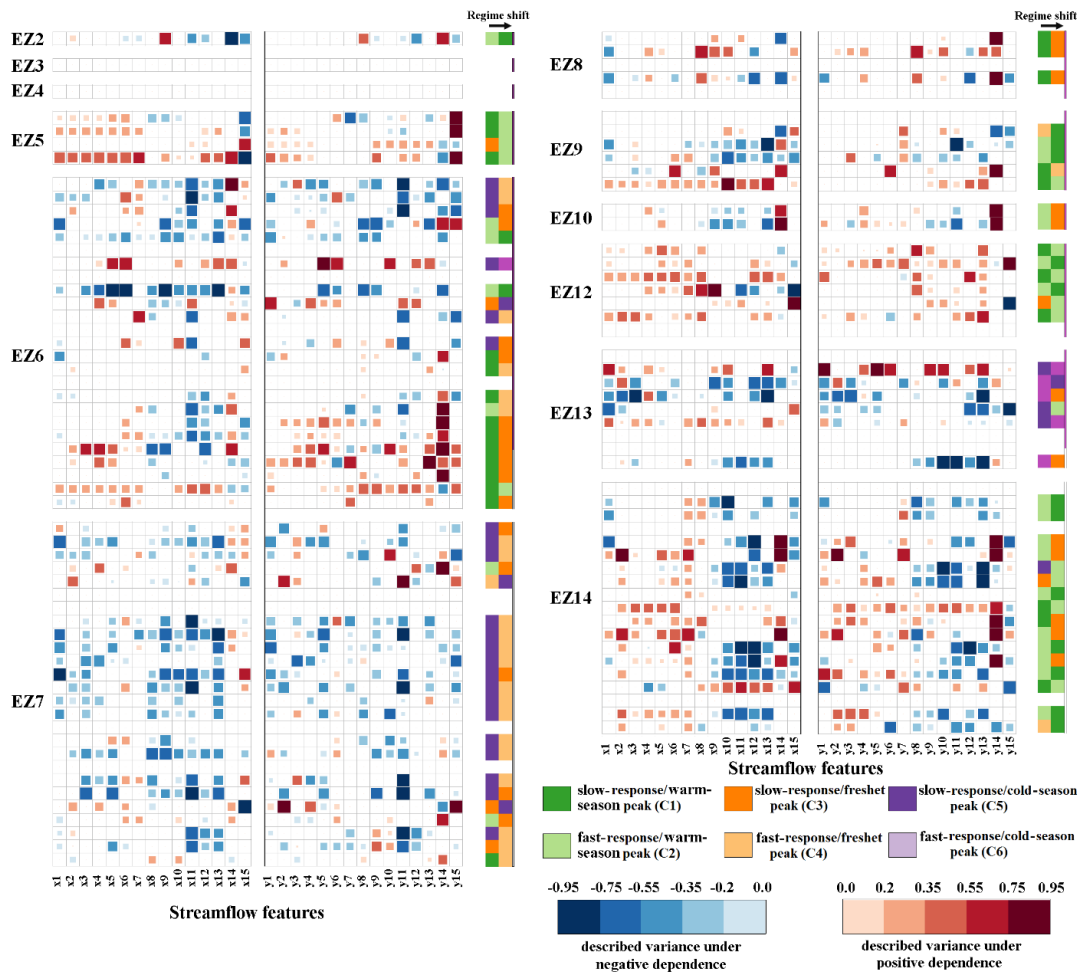 Regime shift
EZ2
EZ3
EZ4
EZ5
EZ6
EZ7
x1 x2 x3 x4 x5 x6 x7 x8 x9 x10 x11 x12 x13 x14 x15 y1 y2 y3 y4 y5 y6 y7 y8 y9 y10 y11 y12 y13 y14 y15
Streamflow features
Regime shift
EZ8
EZ9
EZ10
EZ12
EZ13
EZ14
x1 x2 x3 x4 x5 x6 x7 x8 x9 x10 x11 x12 x13 x14 x15 y1 y2 y3 y4 y5 y6 y7 y8 y9 y10 y11 y12 y13 y14 y15
Streamflow features
slow-response/warm-
season peak (C1)
slow-response/freshet
peak (C3)
slow-response/cold-season
peak (C5)
fast-response/warm-
season peak (C2)
fast-response/freshet
peak (C4)
fast-response/cold-season
peak (C6)
-0.95 -0.75 -0.55 -0.35 -0.2 0.0
described variance under
negative dependence
0.0 0.2 0.35 0.55 0.75 0.95
described variance under
positive dependence